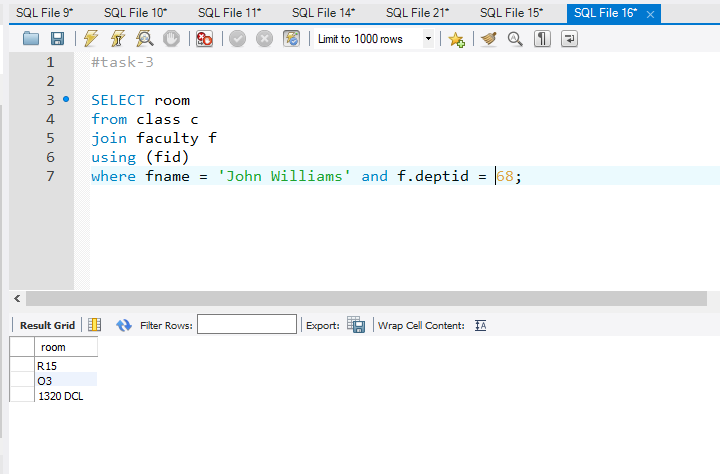 SQL File 9* SQL File 10* SQL File 11* SQL File 14* SQL File 21* SQL File 15* SQL File 16* ×
Limit to 1000 rows
1 #task-3
2
3 SELECT room
4 from class c
5 join faculty f
6 using (fid)
7 where fname = 'John Williams' and f.deptid = 68;
Result Grid Filter Rows: Export: Wrap Cell Content:
room
R15
O3
1320 DCL